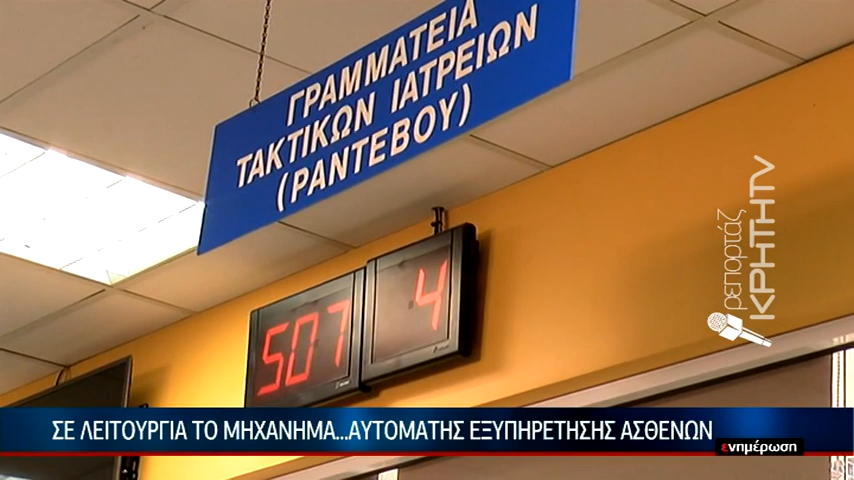 ΓΡΑΜΜΑΤΕΙΑ
ΤΑΚΤΙΚΩΝ ΙΑΤΡΕΙΩΝ
(ΡΑΝΤΕΒΟΥ)
507 4
ρεπορτάζ
ΚΡΗΤΗTV
ΣΕ ΛΕΙΤΟΥΡΓΙΑ ΤΟ ΜΗΧΑΝΗΜΑ...ΑΥΤΟΜΑΤΗΣ ΕΞΥΠΗΡΕΤΗΣΗΣ ΑΣΘΕΝΩΝ
ενημέρωση